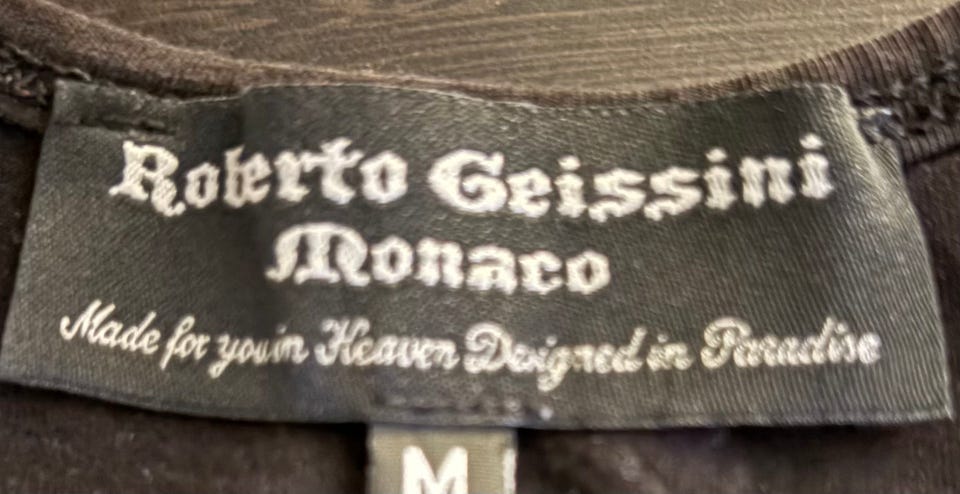 Roberto Geissini
Monaco
Made for you in Heaven Designed in Paradise
M